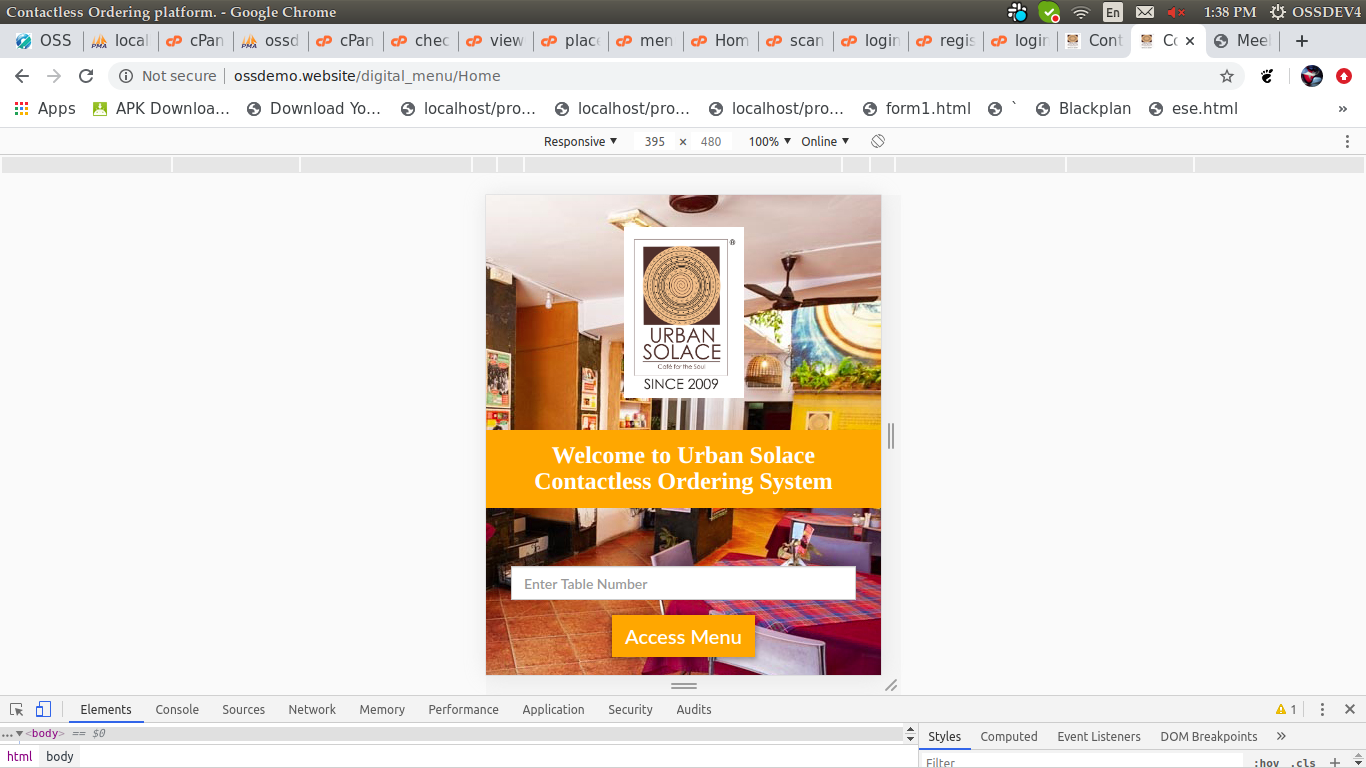 Contactless Ordering platform. - Google Chrome
En
1:38 PM
OSSDEV4
OSS
local
cPan
ossd
cPan
chec
view
place
men
Hom
scan
login
regis
login
Cont
Co
Meel
Not secure
ossdemo.website/digital_menu/Home
Apps
APK Downloa...
Download Yo...
localhost/pro...
localhost/pro...
localhost/pro...
form1.html
`
Blackplan
ese.html
»
Responsive
395 × 480
100%
Online
®
URBAN
SOLACE
Café for the Soul
SINCE 2009
Welcome to Urban Solace
Contactless Ordering System
Enter Table Number
Access Menu
Elements
Console
Sources
Network
Memory
Performance
Application
Security
Audits
1
...
<body> == $0
html
body
Styles
Computed
Event Listeners
DOM Breakpoints
»
Filter
:hov
.cls
+